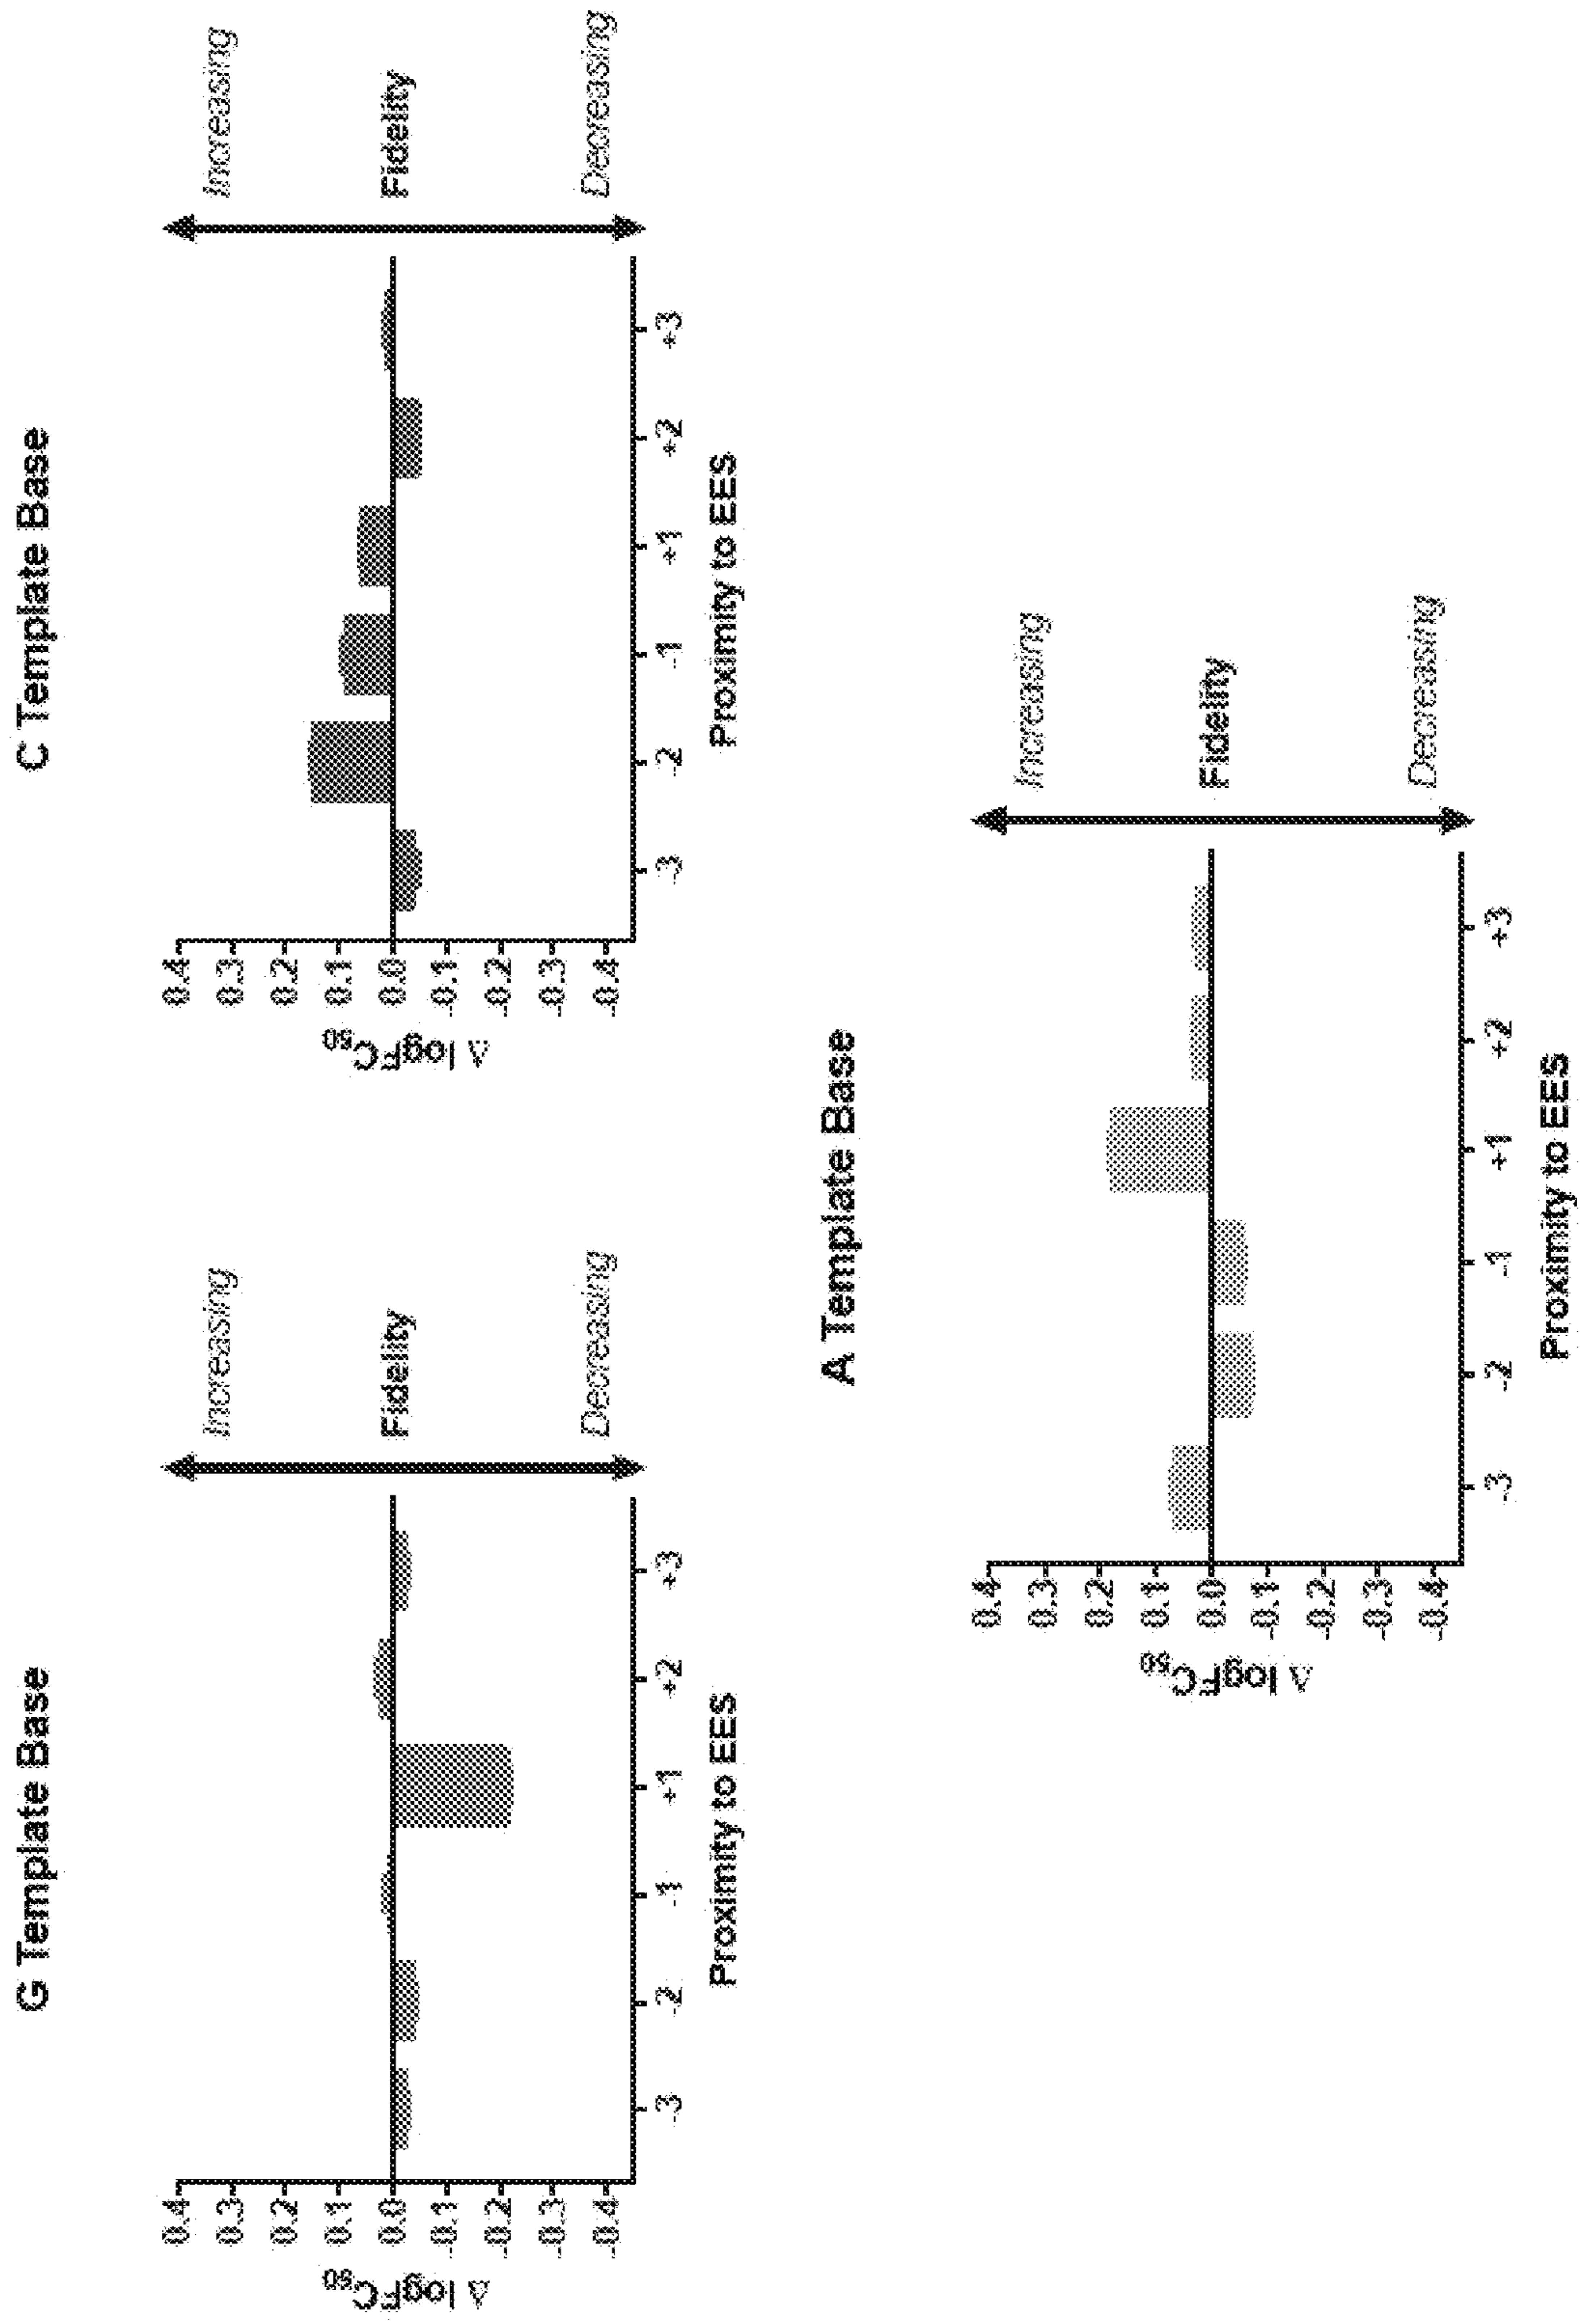 G Template Base
Δ logFC50
0.4
0.3
0.2
0.1
0.0
-0.1
-0.2
-0.3
-0.4
-3 -2 -1 +1 +2 +3
Proximity to EES
Increasing
Fidelity
Decreasing
C Template Base
Δ logFC50
0.4
0.3
0.2
0.1
0.0
-0.1
-0.2
-0.3
-0.4
-3 -2 -1 +1 +2 +3
Proximity to EES
Increasing
Fidelity
Decreasing
A Template Base
Δ logFC50
0.4
0.3
0.2
0.1
0.0
-0.1
-0.2
-0.3
-0.4
-3 -2 -1 +1 +2 +3
Proximity to EES
Increasing
Fidelity
Decreasing